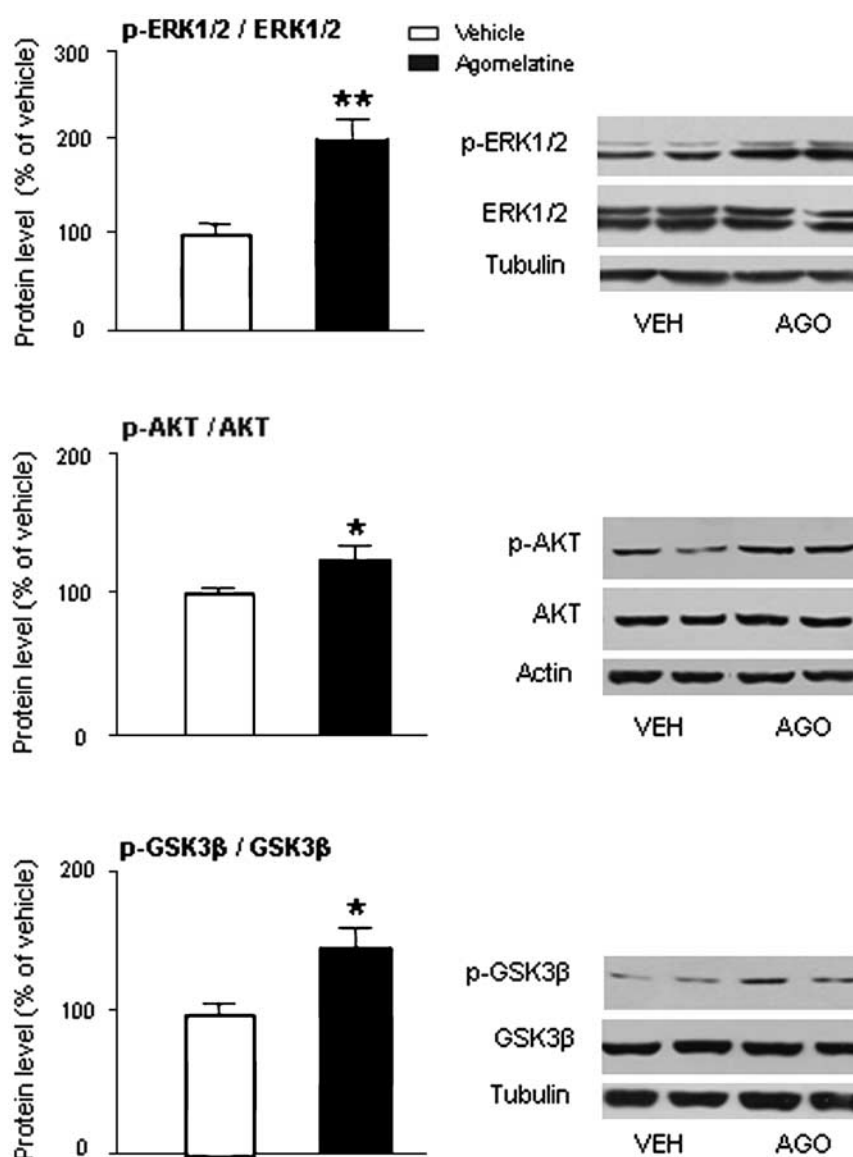 p-ERK1/2 / ERK1/2
Vehicle
Agomelatine
Protein level (% of vehicle)
300
200
100
0
**
p-ERK1/2
ERK1/2
Tubulin
VEH AGO
p-AKT / AKT
Protein level (% of vehicle)
200
100
0
*
p-AKT
AKT
Actin
VEH AGO
p-GSK3β / GSK3β
Protein level (% of vehicle)
200
100
0
*
p-GSK3β
GSK3β
Tubulin
VEH AGO